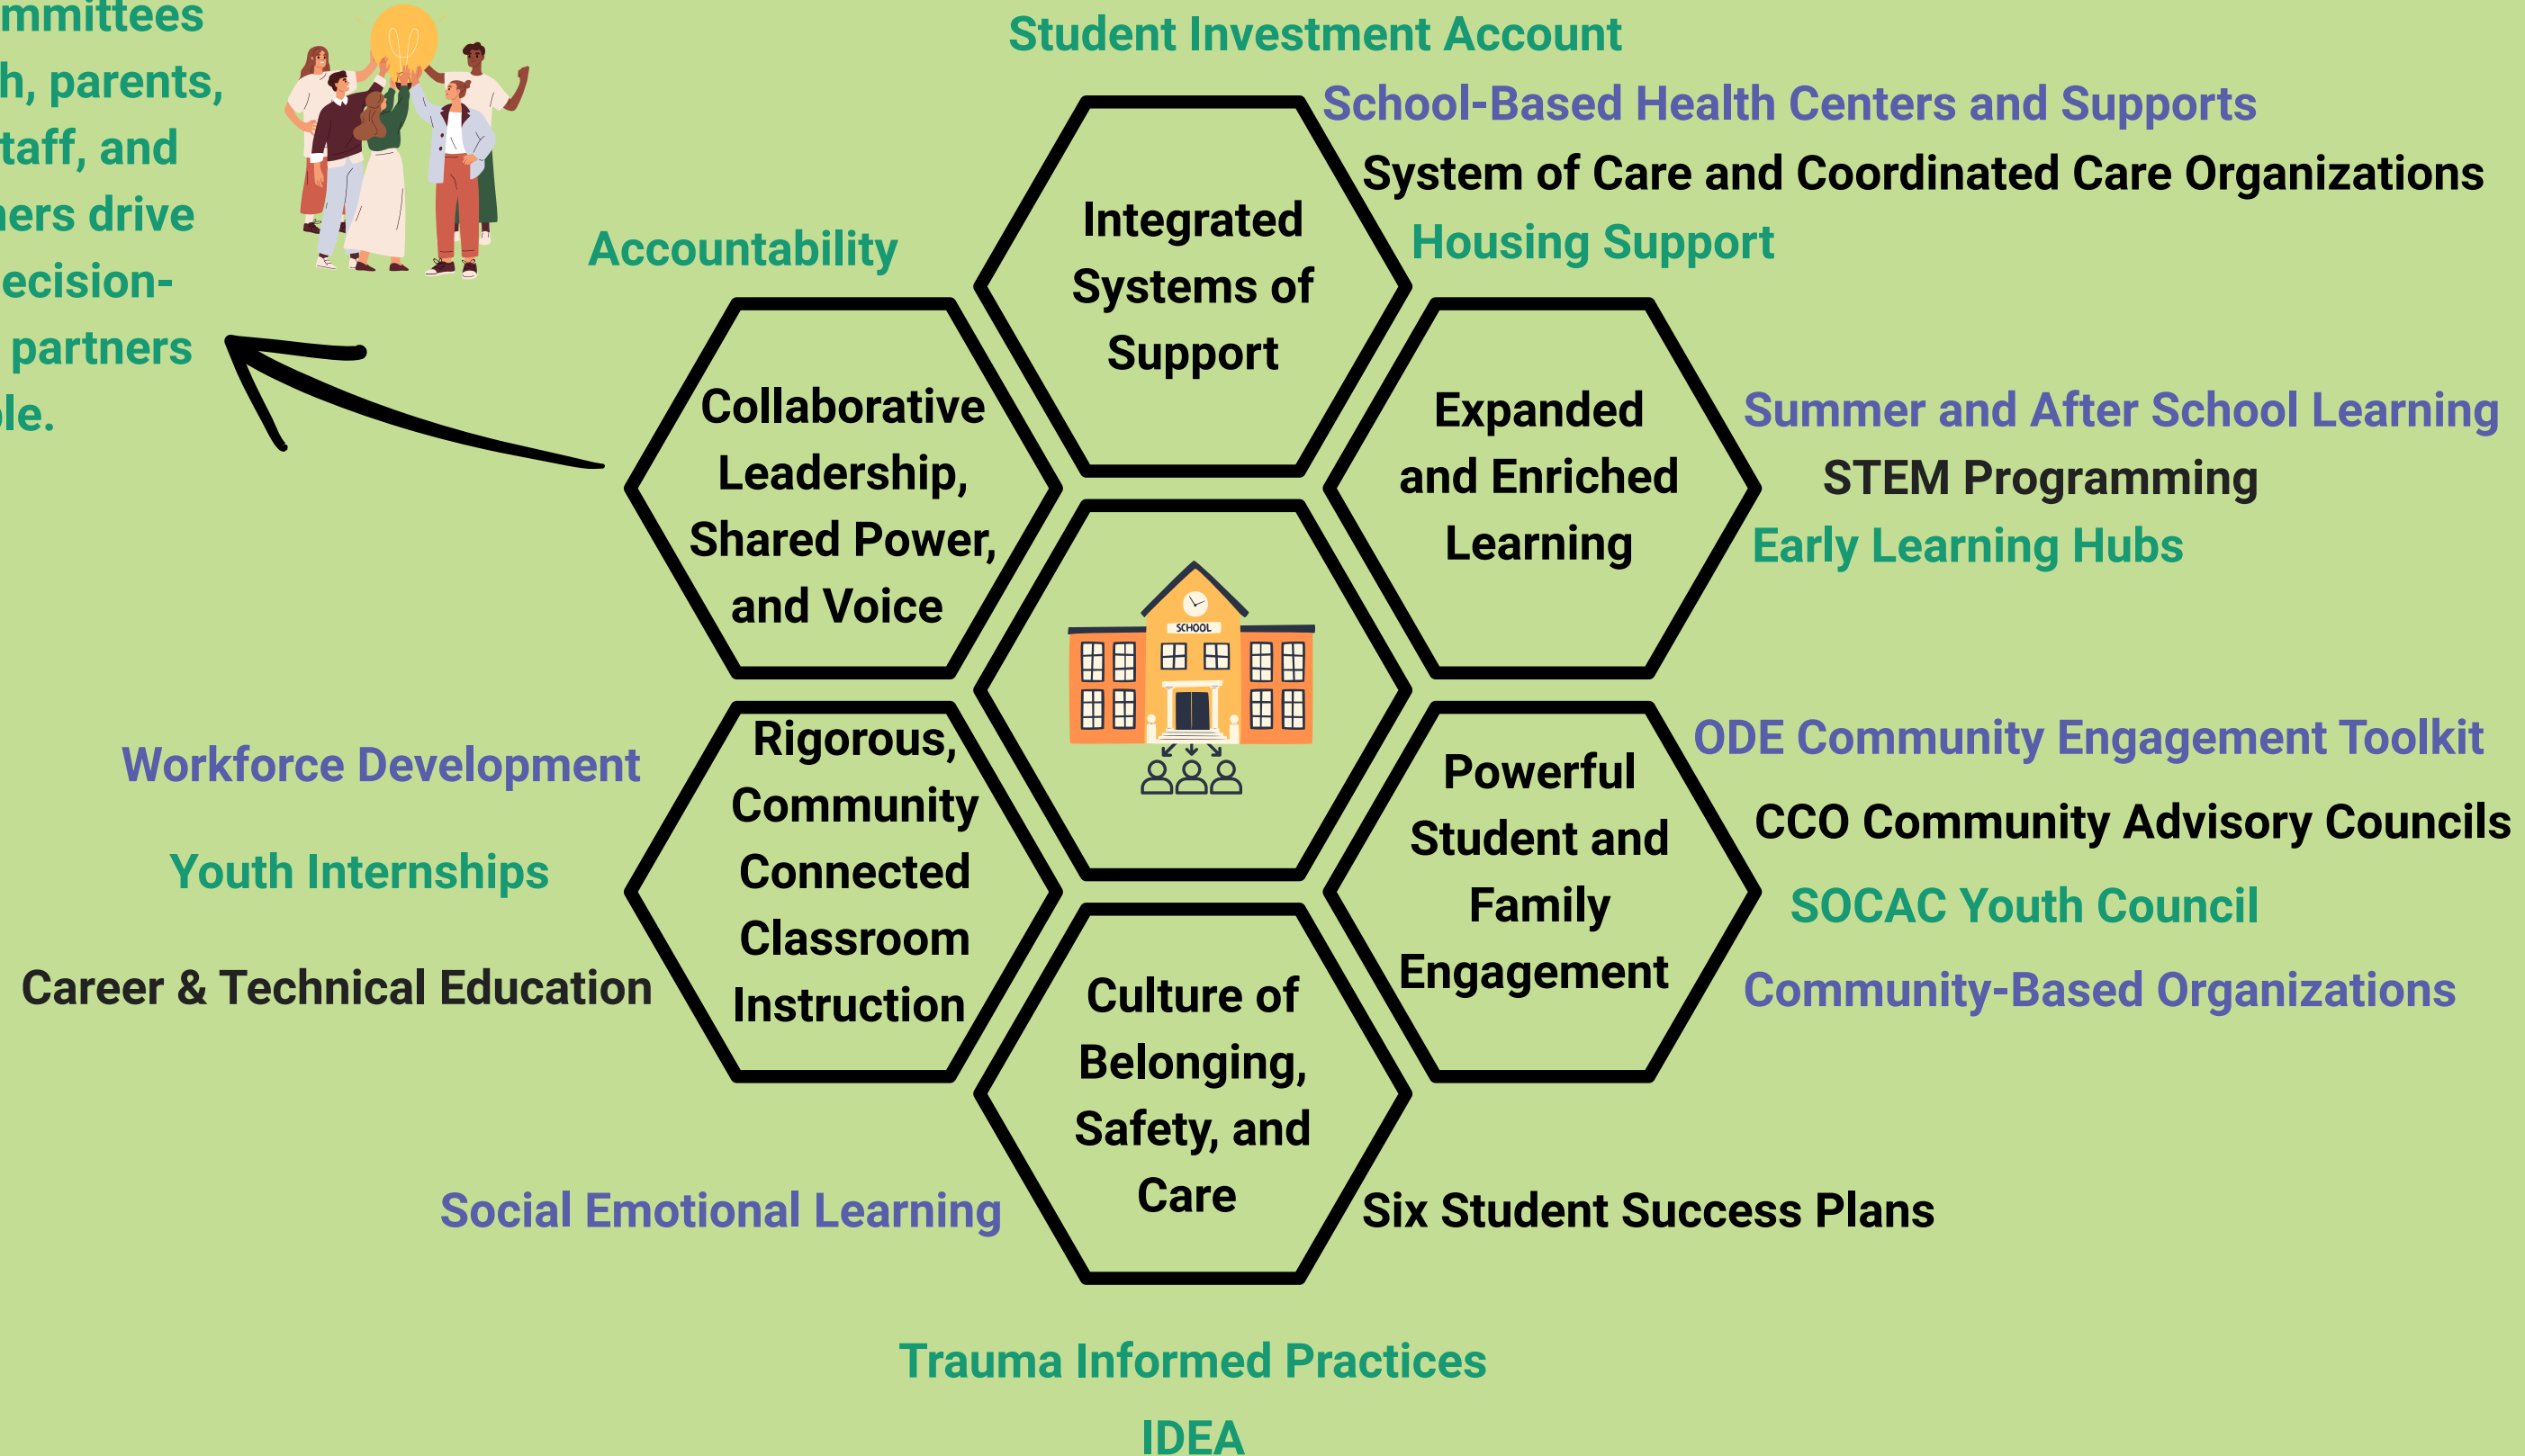 mmittees
h, parents,
taff, and
ners drive
ecision-
partners
le.
Student Investment Account
School-Based Health Centers and Supports
System of Care and Coordinated Care Organizations
Housing Support
Integrated
Systems of
Support
Accountability
Collaborative
Leadership,
Shared Power,
and Voice
Expanded
and Enriched
Learning
Summer and After School Learning
STEM Programming
Early Learning Hubs
SCHOOL
Workforce Development
Youth Internships
Career & Technical Education
Rigorous,
Community
Connected
Classroom
Instruction
Powerful
Student and
Family
Engagement
ODE Community Engagement Toolkit
CCO Community Advisory Councils
SOCAC Youth Council
Community-Based Organizations
Culture of
Belonging,
Safety, and
Care
Social Emotional Learning
Six Student Success Plans
Trauma Informed Practices
IDEA